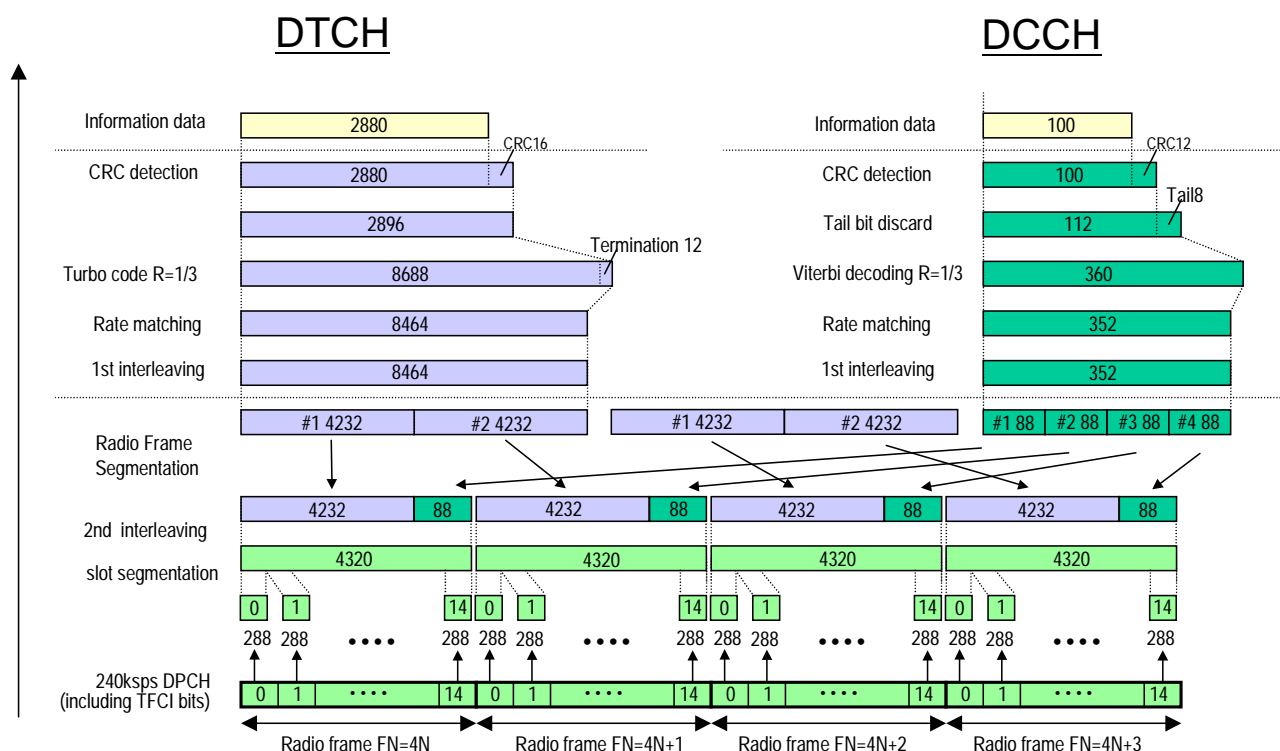 DTCH DCCH
Information data 2880 Information data 100
CRC16 CRC12
CRC detection 2880 CRC detection 100
Tail8
2896 Tail bit discard 112
Termination 12
Turbo code R=1/3 8688 Viterbi decoding R=1/3 360
Rate matching 8464 Rate matching 352
1st interleaving 8464 1st interleaving 352
#1 4232 #2 4232 #1 4232 #2 4232 #1 88 #2 88 #3 88 #4 88
Radio Frame
Segmentation
4232 88 4232 88 4232 88 4232 88
2nd interleaving
4320 4320 4320 4320
slot segmentation
0 1 14 0 1 14 0 1 14 0 1 14
288 288 •••• 288 288 288 •••• 288 288 288 •••• 288 288 288 •••• 288
240ksps DPCH
(including TFCI bits)
0 1 •••• 14 0 1 •••• 14 0 1 •••• 14 0 1 •••• 14
Radio frame FN=4N Radio frame FN=4N+1 Radio frame FN=4N+2 Radio frame FN=4N+3